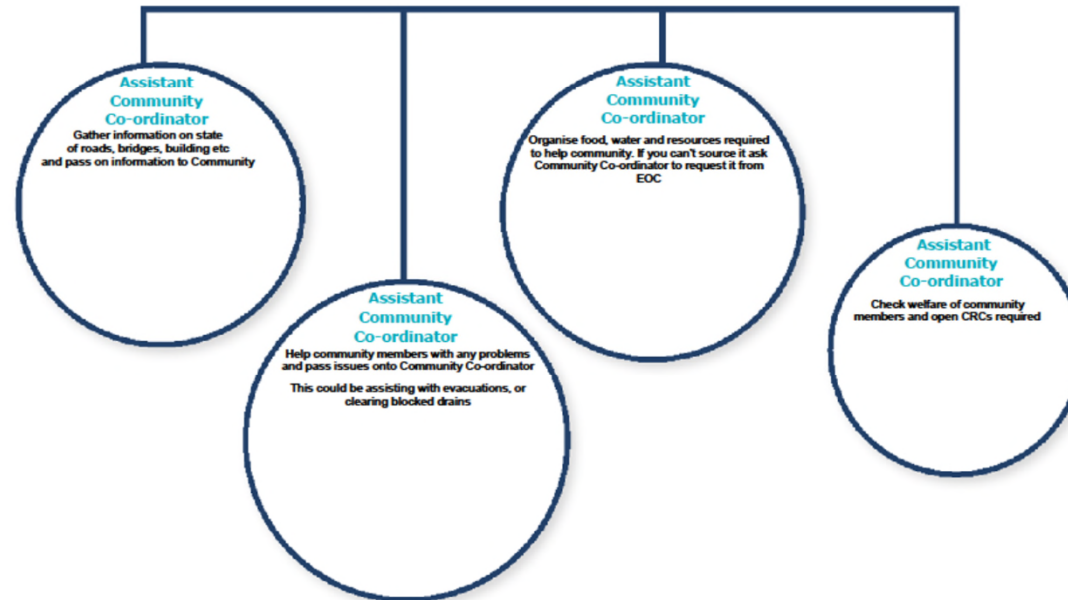 Assistant
Community
Co-ordinator
Gather information on state
of roads, bridges, building etc
and pass on information to Community
Assistant
Community
Co-ordinator
Help community members with any problems
and pass issues onto Community Co-ordinator
This could be assisting with evacuations, or
clearing blocked drains
Assistant
Community
Co-ordinator
Organise food, water and resources required
to help community. If you can't source it ask
Community Co-ordinator to request it from
EOC
Assistant
Community
Co-ordinator
Check welfare of community
members and open CRCs required